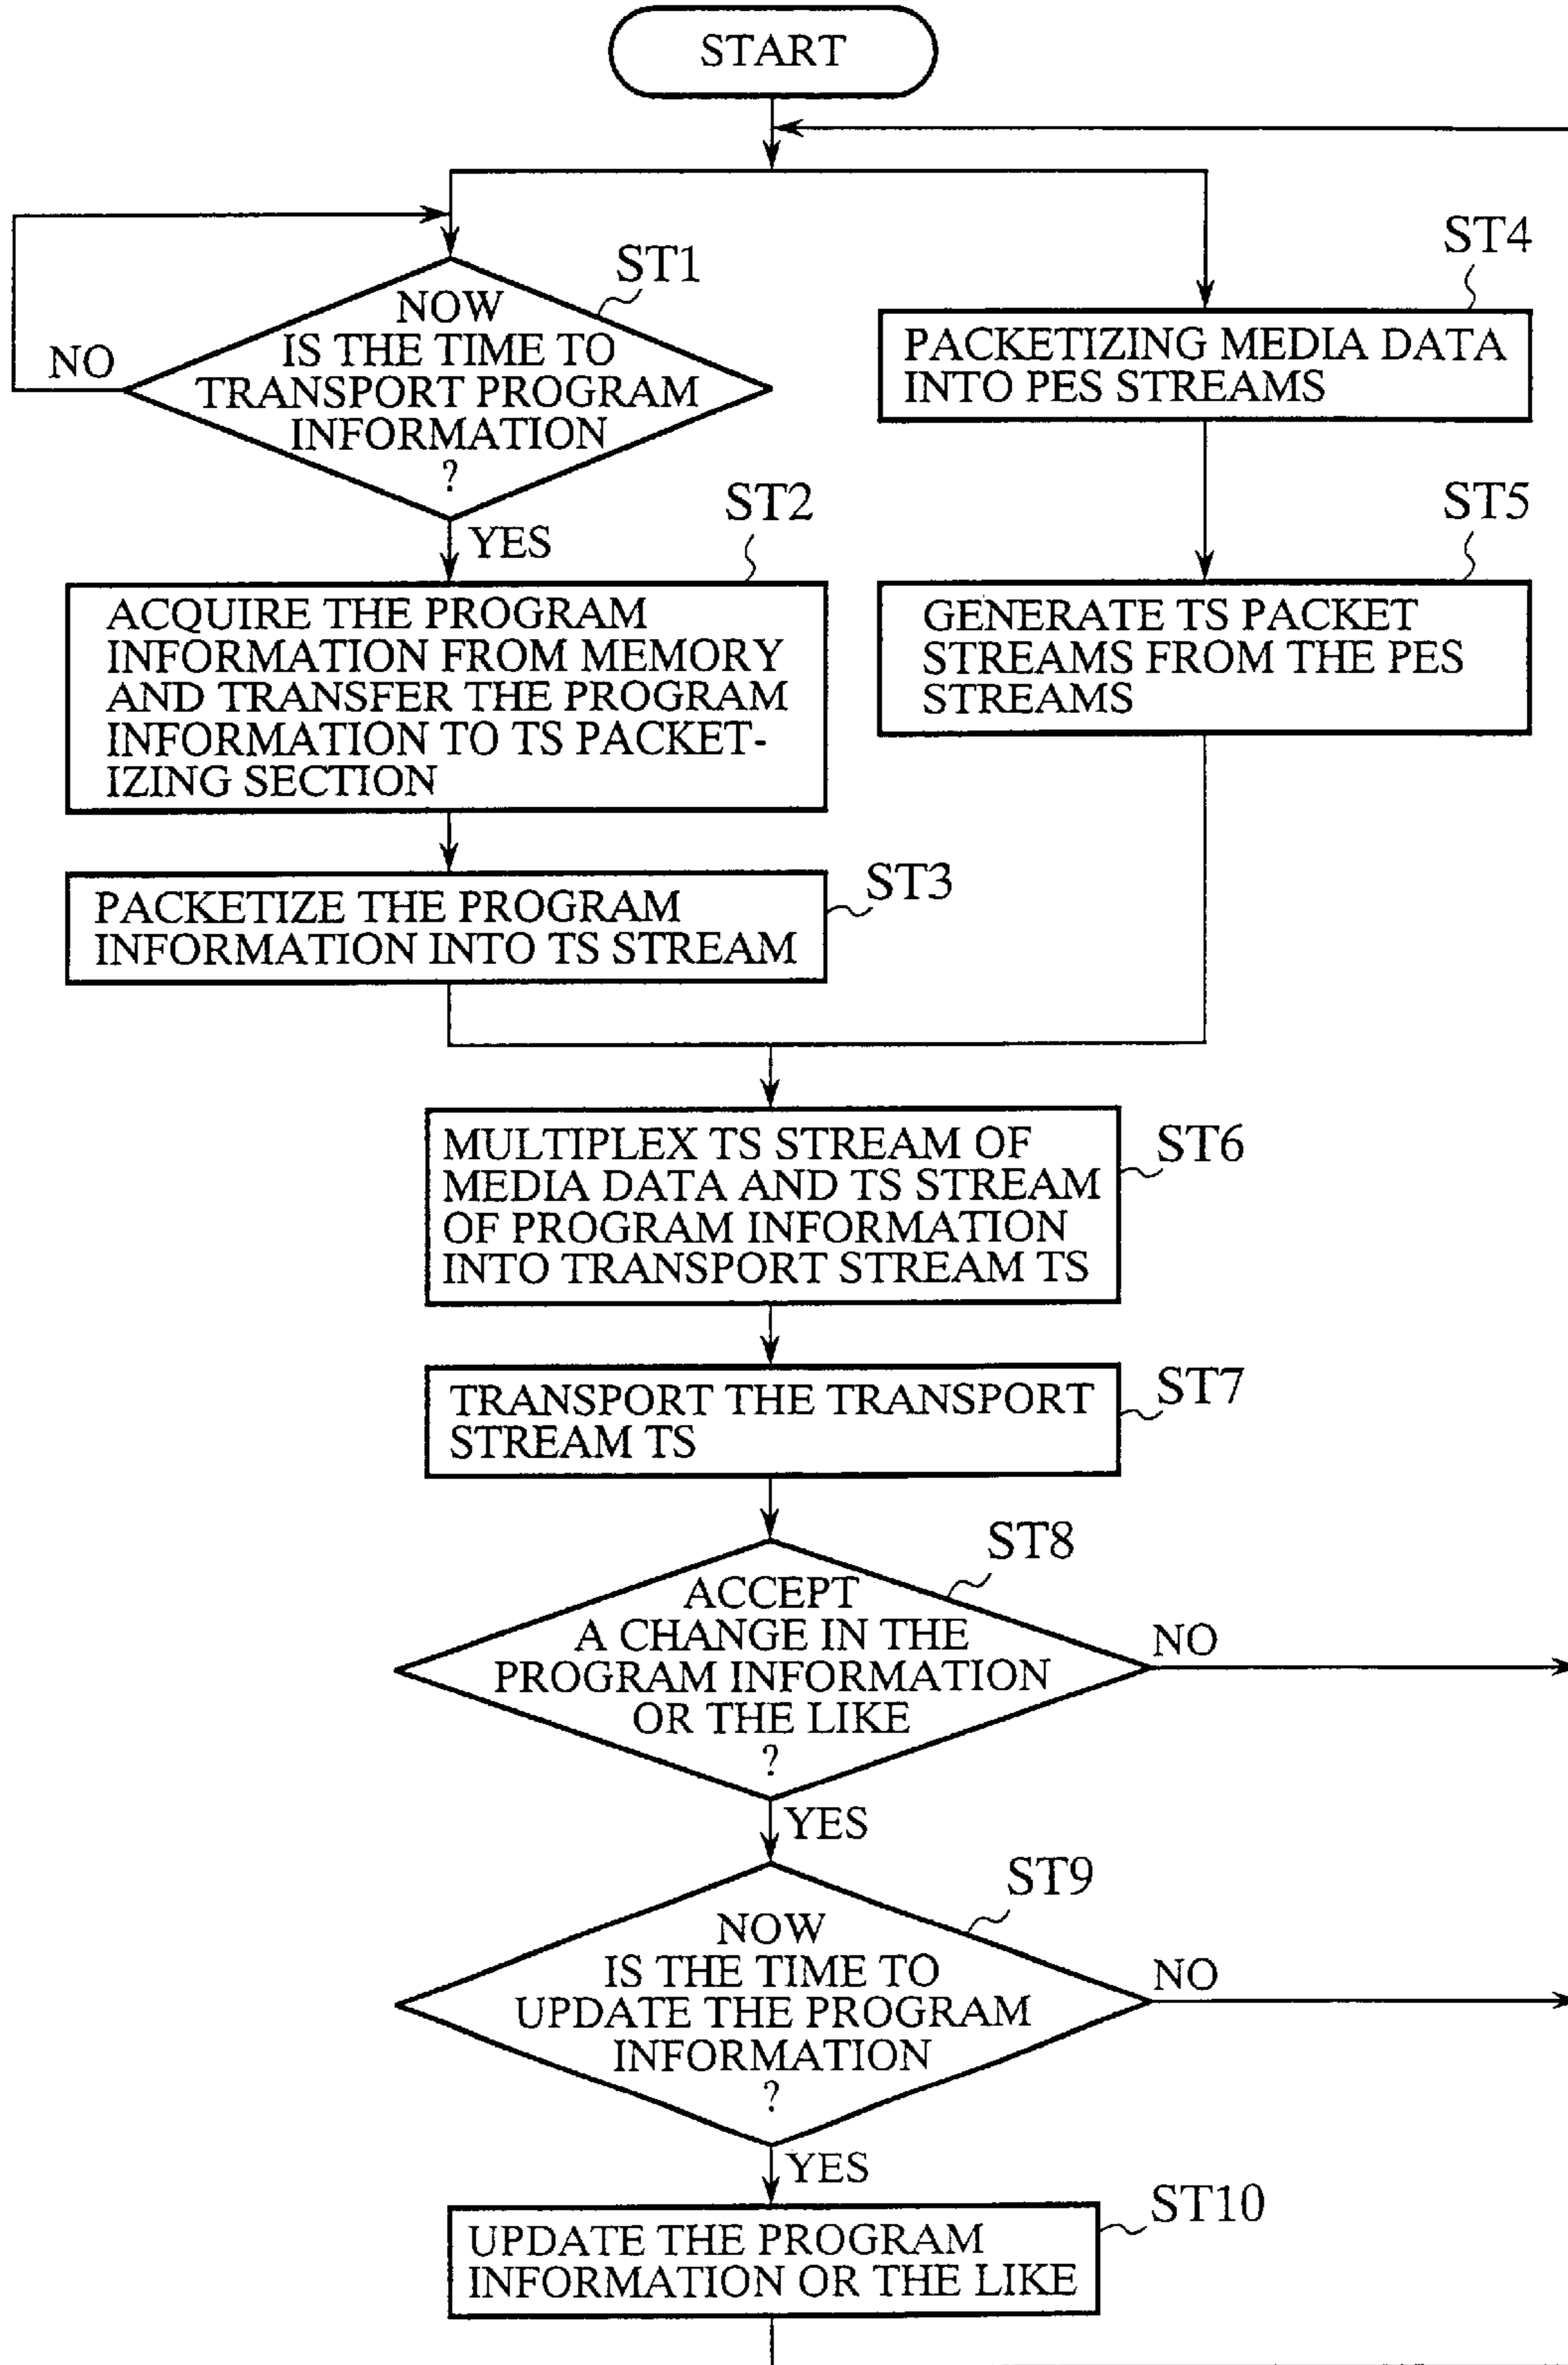 START
ST1
NOW
IS THE TIME TO
TRANSPORT PROGRAM
INFORMATION
?
NO
YES
ST2
ACQUIRE THE PROGRAM
INFORMATION FROM MEMORY
AND TRANSFER THE PROGRAM
INFORMATION TO TS PACKET-
IZING SECTION
ST3
PACKETIZE THE PROGRAM
INFORMATION INTO TS STREAM
ST4
PACKETIZING MEDIA DATA
INTO PES STREAMS
ST5
GENERATE TS PACKET
STREAMS FROM THE PES
STREAMS
ST6
MULTIPLEX TS STREAM OF
MEDIA DATA AND TS STREAM
OF PROGRAM INFORMATION
INTO TRANSPORT STREAM TS
ST7
TRANSPORT THE TRANSPORT
STREAM TS
ST8
ACCEPT
A CHANGE IN THE
PROGRAM INFORMATION
OR THE LIKE
?
NO
YES
ST9
NOW
IS THE TIME TO
UPDATE THE PROGRAM
INFORMATION
?
NO
YES
ST10
UPDATE THE PROGRAM
INFORMATION OR THE LIKE